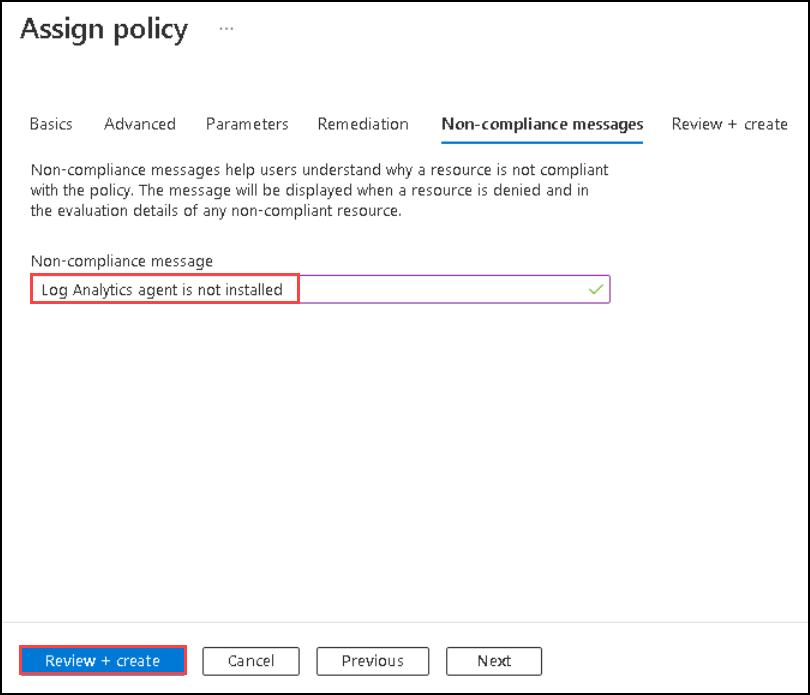 Assign policy ...
Basics Advanced Parameters Remediation Non-compliance messages Review + create
Non-compliance messages help users understand why a resource is not compliant
with the policy. The message will be displayed when a resource is denied and in
the evaluation details of any non-compliant resource.
Non-compliance message
Log Analytics agent is not installed
Review + create Cancel Previous Next